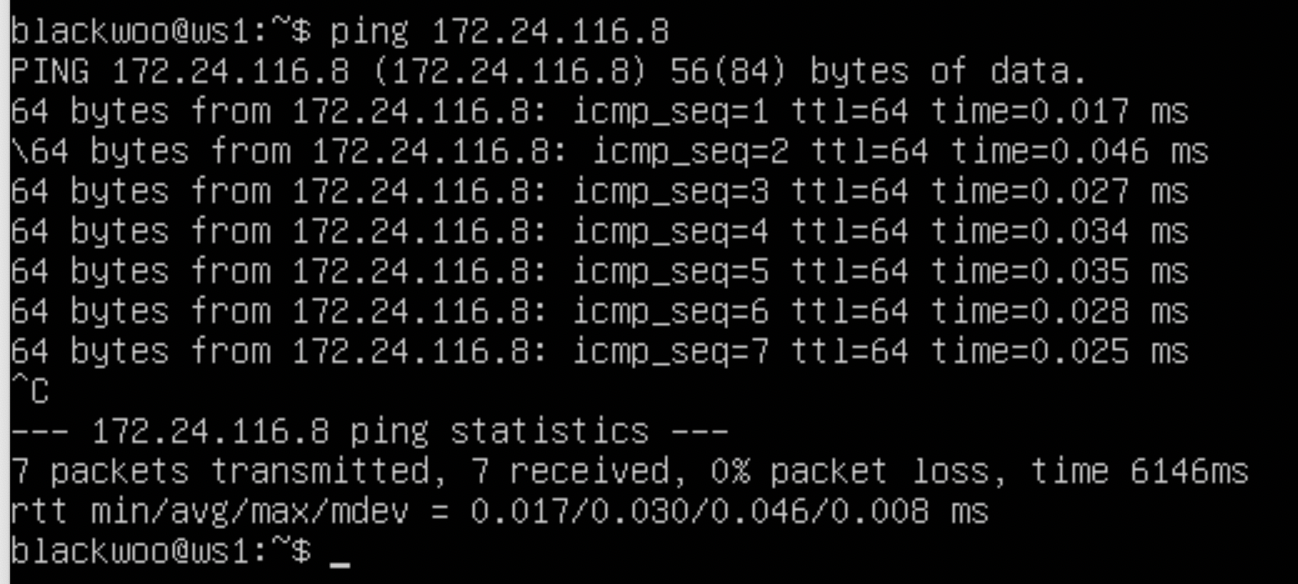 blackwoo@ws1:~$ ping 172.24.116.8
PING 172.24.116.8 (172.24.116.8) 56(84) bytes of data.
64 bytes from 172.24.116.8: icmp_seq=1 ttl=64 time=0.017 ms
\64 bytes from 172.24.116.8: icmp_seq=2 ttl=64 time=0.046 ms
64 bytes from 172.24.116.8: icmp_seq=3 ttl=64 time=0.027 ms
64 bytes from 172.24.116.8: icmp_seq=4 ttl=64 time=0.034 ms
64 bytes from 172.24.116.8: icmp_seq=5 ttl=64 time=0.035 ms
64 bytes from 172.24.116.8: icmp_seq=6 ttl=64 time=0.028 ms
64 bytes from 172.24.116.8: icmp_seq=7 ttl=64 time=0.025 ms
^C
--- 172.24.116.8 ping statistics ---
7 packets transmitted, 7 received, 0% packet loss, time 6146ms
rtt min/avg/max/mdev = 0.017/0.030/0.046/0.008 ms
blackwoo@ws1:~$ _